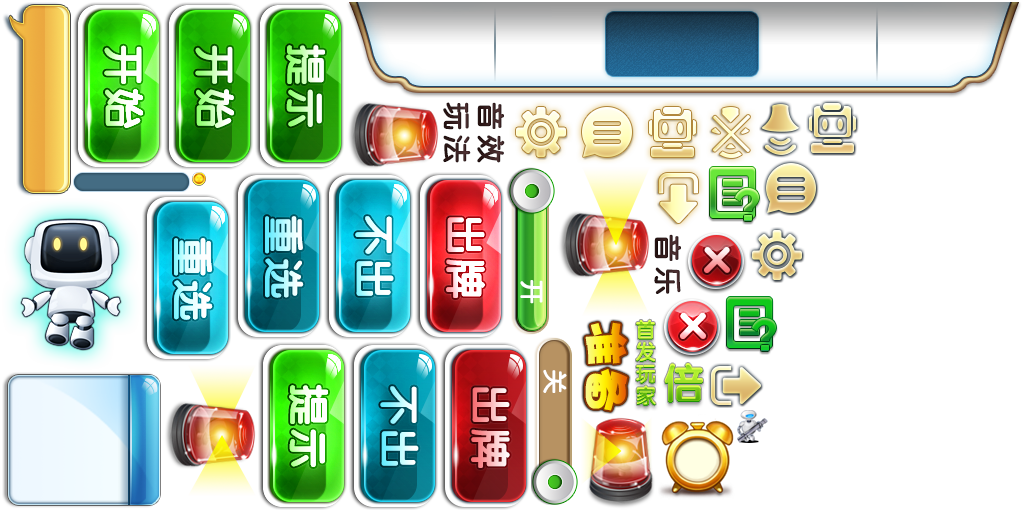 开始
开始
提示
音效
玩法
重选
重选
不出
出牌
开
音乐
提示
不出
出牌
关
准备
首发玩家
倍